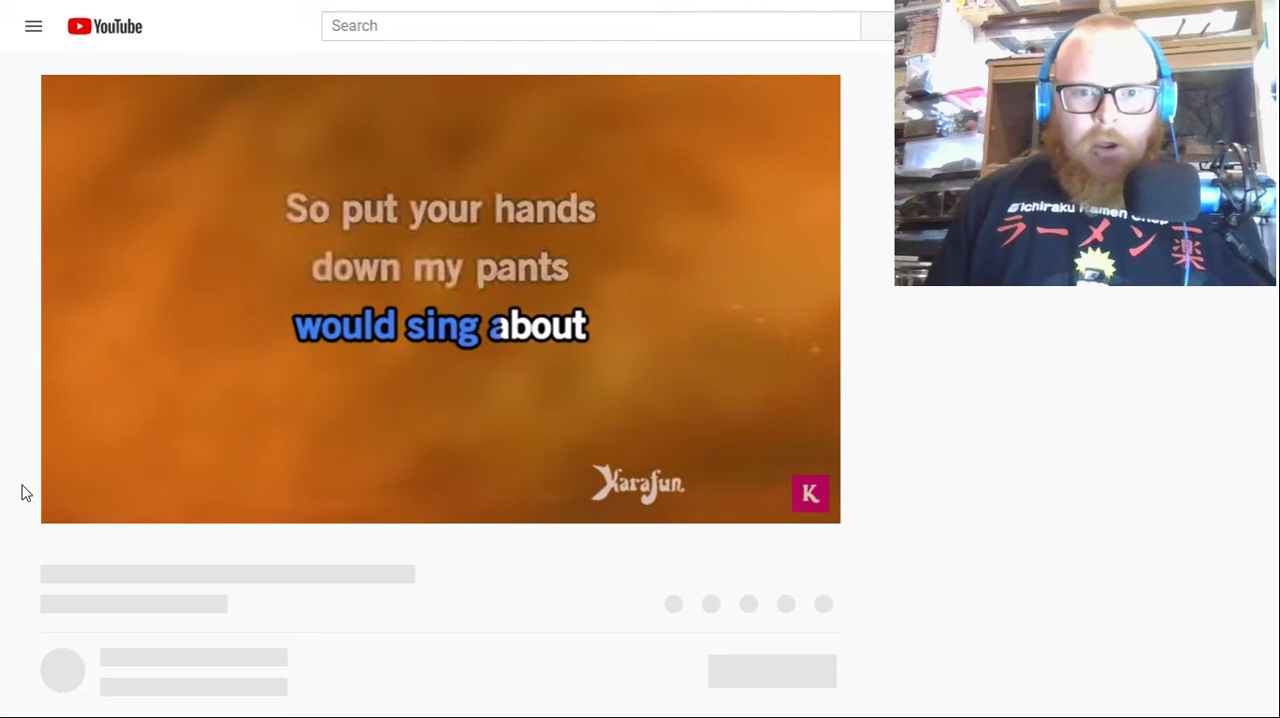 YouTube
Search
So put your hands
down my pants
would sing about
Karafun
K
Ichiraku Ramen Shop
ラーメン一楽